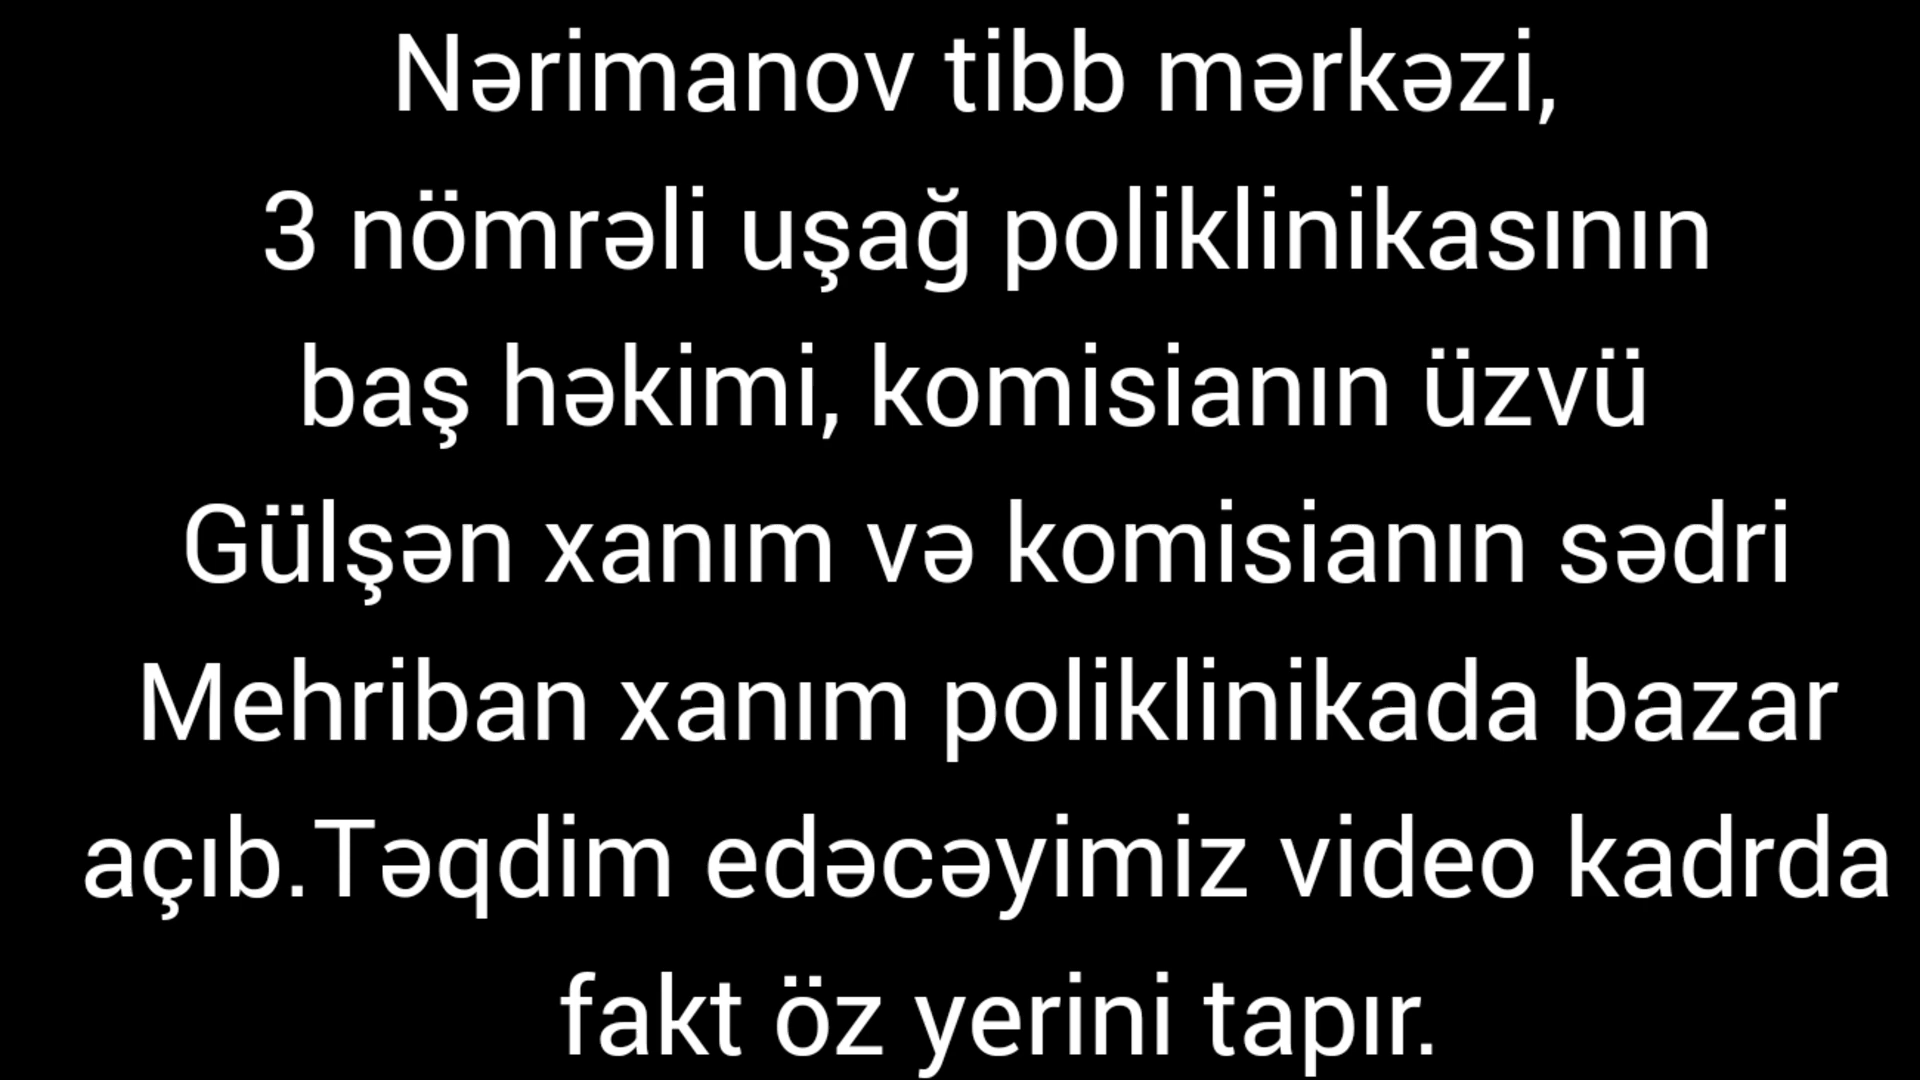 Nərimanov tibb mərkəzi,
3 nömrəli uşağ poliklinikasının
baş həkimi, komisianın üzvü
Gülşən xanım və komisianın sədri
Mehriban xanım poliklinikada bazar
açıb.Təqdim edəcəyimiz video kadrda
fakt öz yerini tapır.